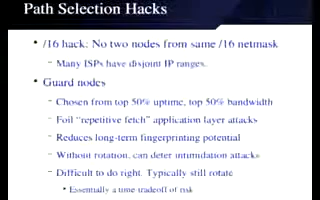 Path Selection Hacks
/16 hack: No two nodes from same /16 netmask
Many ISPs have disjoint IP ranges.
Guard nodes
Chosen from top 50% uptime, top 50% bandwidth
Foil "repetitive fetch" application layer attacks
Reduces long-term fingerprinting potential
Without rotation, can deter intimidation attacks
Difficult to do right. Typically still rotate
Essentially a time tradeoff of risk